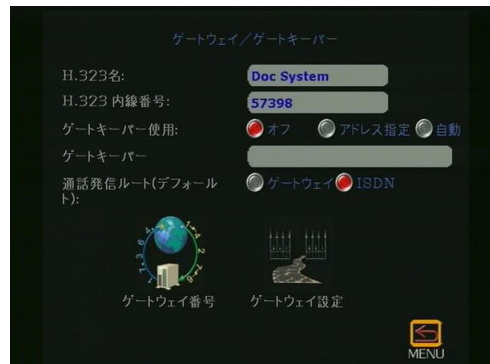 ゲートウェイ／ゲートキーパー
H.323名: Doc System
H.323 内線番号: 57398
ゲートキーパー使用: オフ アドレス指定 自動
ゲートキーパー
通話発信ルート(デフォール ゲートウェイ ISDN
ト):
ゲートウェイ番号 ゲートウェイ設定
MENU